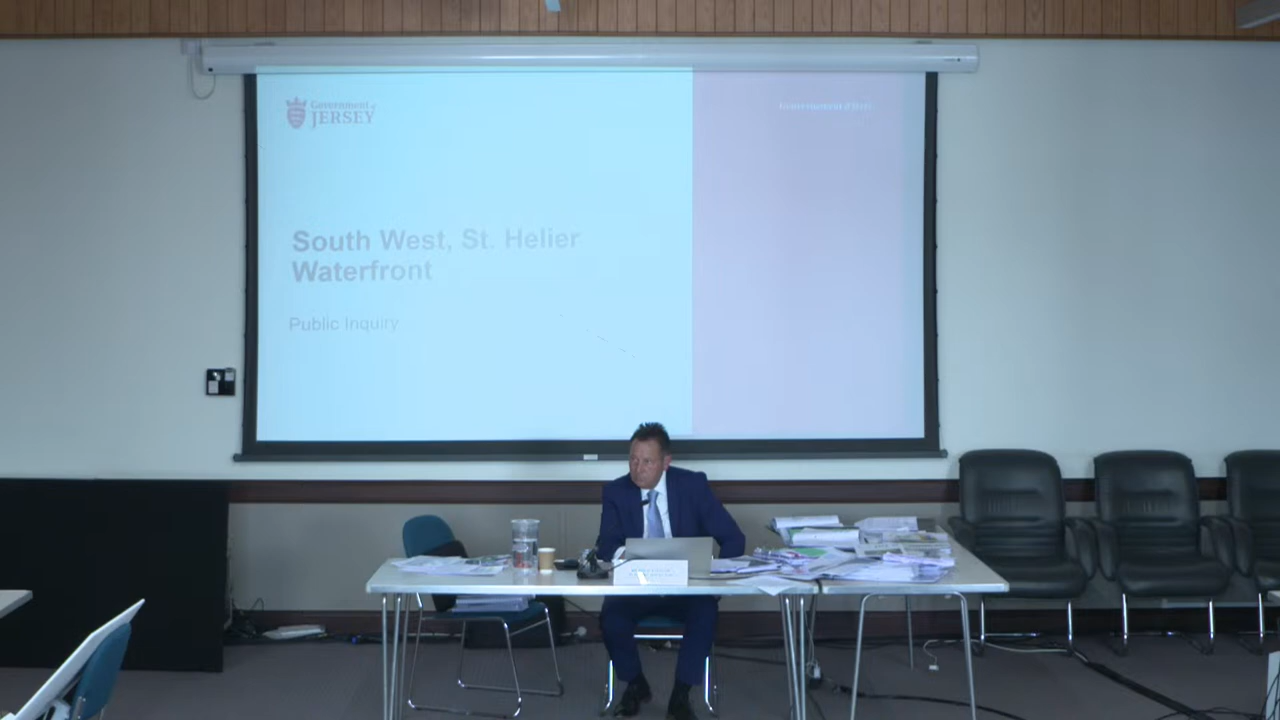 Government of
JERSEY
South West, St. Helier
Waterfront
Public Inquiry